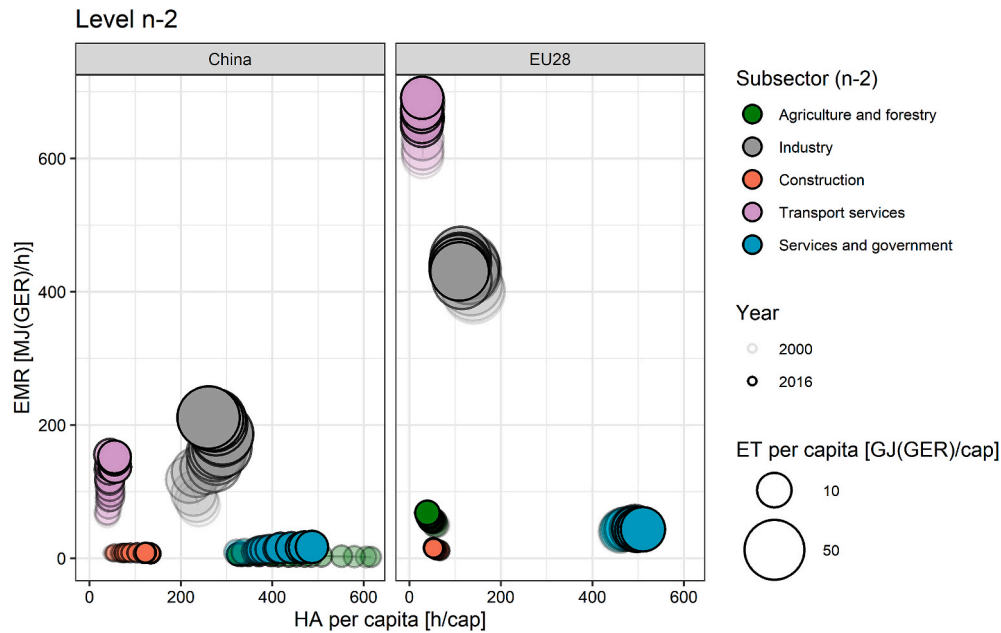 Level n-2
China
EU28
EMR [MJ(GER)/h)]
600
400
200
0
0
200
400
600
0
200
400
600
HA per capita [h/cap]
Subsector (n-2)
Agriculture and forestry
Industry
Construction
Transport services
Services and government
Year
2000
2016
ET per capita [GJ(GER)/cap]
10
50